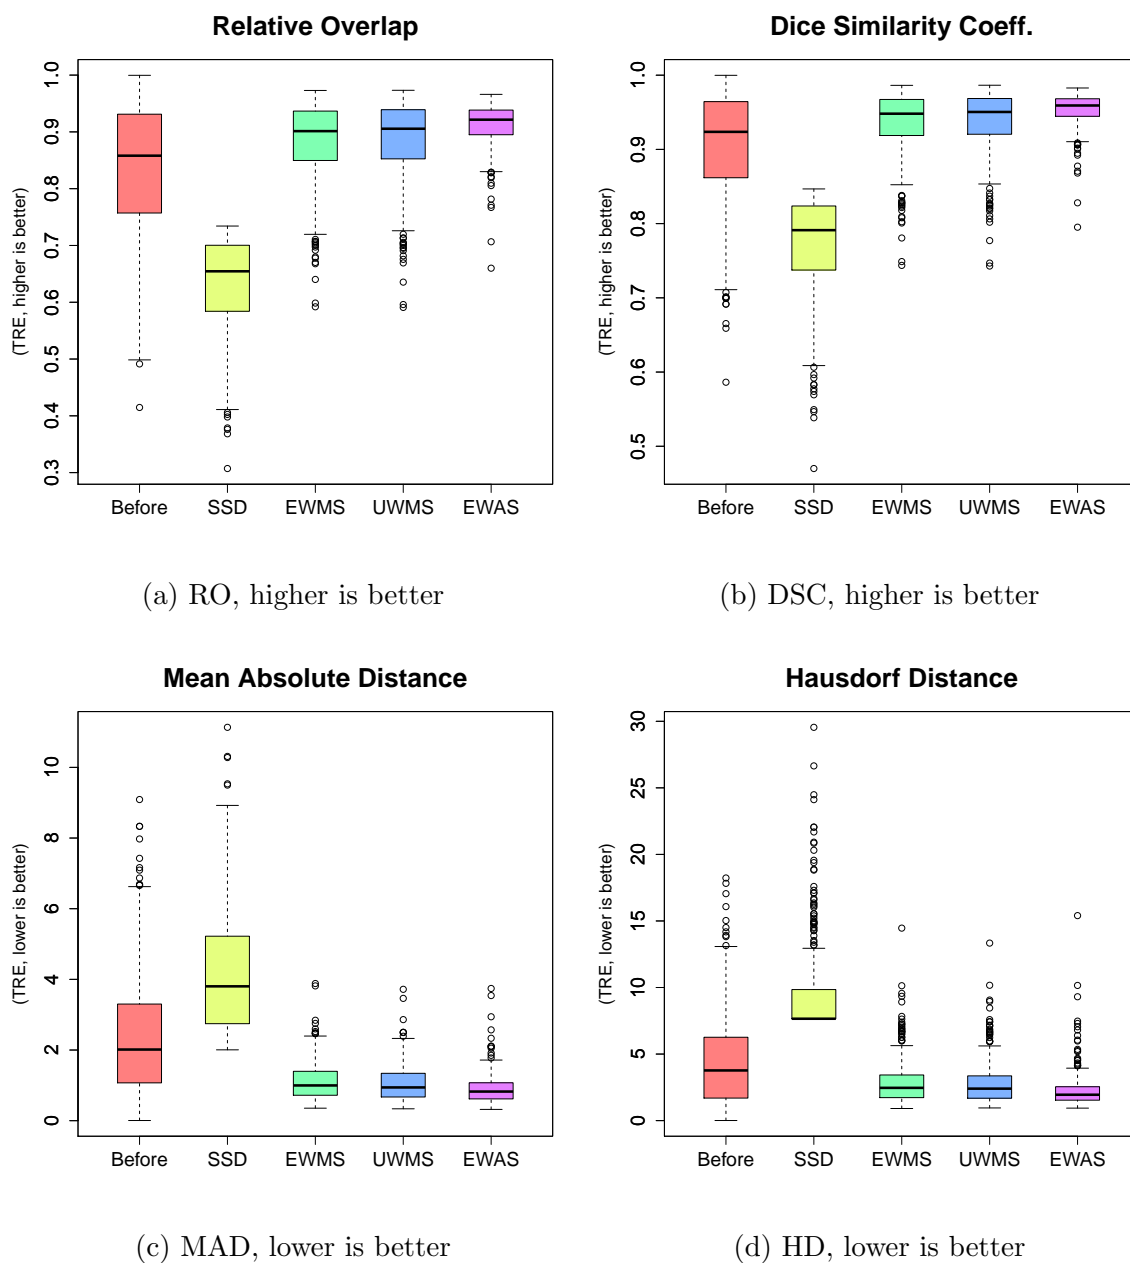 Relative Overlap
(TRE, higher is better)
1.0
0.9
0.8
0.7
0.6
0.5
0.4
0.3
Before SSD EWMS UWMS EWAS
(a) RO, higher is better
Dice Similarity Coeff.
(TRE, higher is better)
1.0
0.9
0.8
0.7
0.6
0.5
Before SSD EWMS UWMS EWAS
(b) DSC, higher is better
Mean Absolute Distance
(TRE, lower is better)
10
8
6
4
2
0
Before SSD EWMS UWMS EWAS
(c) MAD, lower is better
Hausdorf Distance
(TRE, lower is better)
30
25
20
15
10
5
0
Before SSD EWMS UWMS EWAS
(d) HD, lower is better